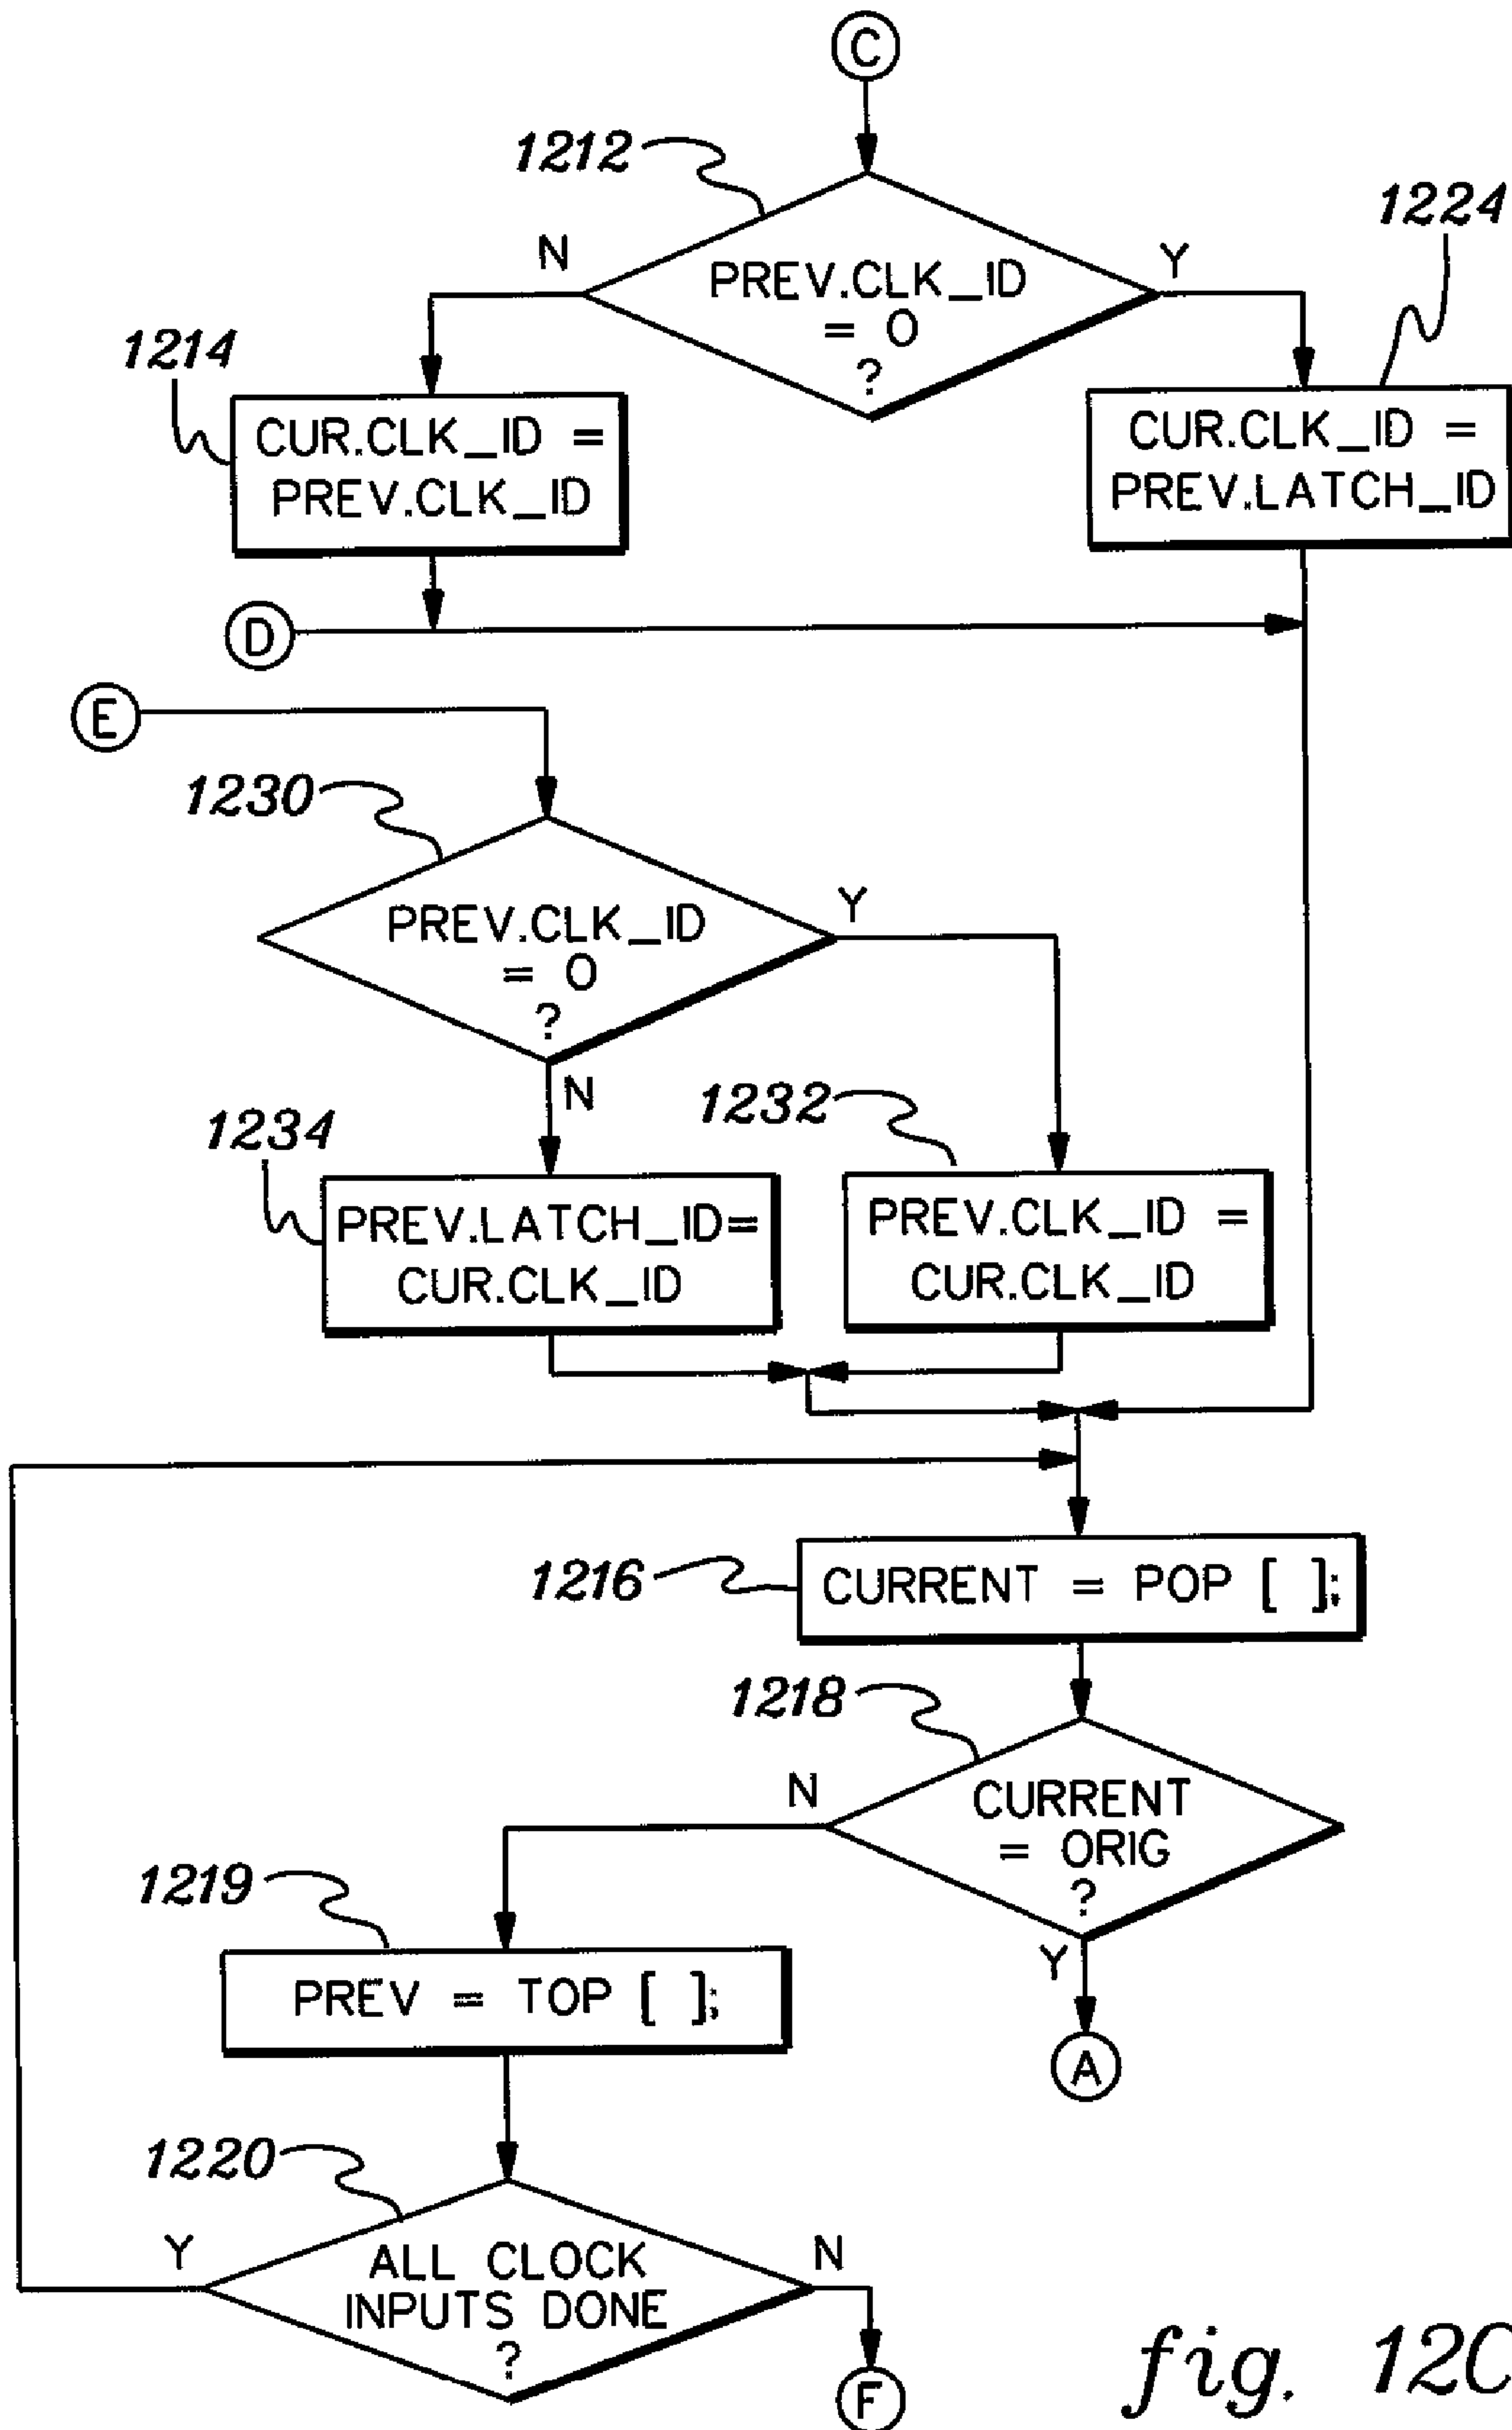 C
1212
1224
N
Y
PREV.CLK_ID
= 0
?
1214
CUR.CLK_ID =
PREV.CLK_ID
CUR.CLK_ID =
PREV.LATCH_ID
D
E
1230
Y
PREV.CLK_ID
= 0
?
N
1232
1234
PREV.LATCH_ID=
CUR.CLK_ID
PREV.CLK_ID =
CUR.CLK_ID
1216
CURRENT = POP [ ];
1218
N
CURRENT
= ORIG
?
1219
Y
PREV = TOP [ ];
A
1220
Y
N
ALL CLOCK
INPUTS DONE
?
F
fig. 12C